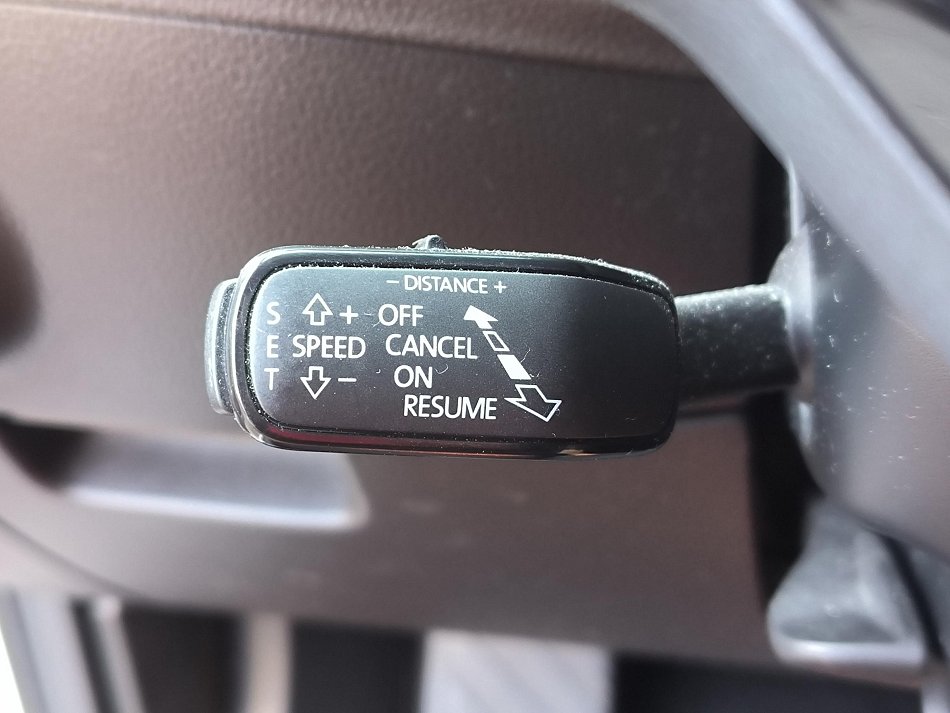 - DISTANCE +
S + OFF
E SPEED CANCEL
T - ON
RESUME